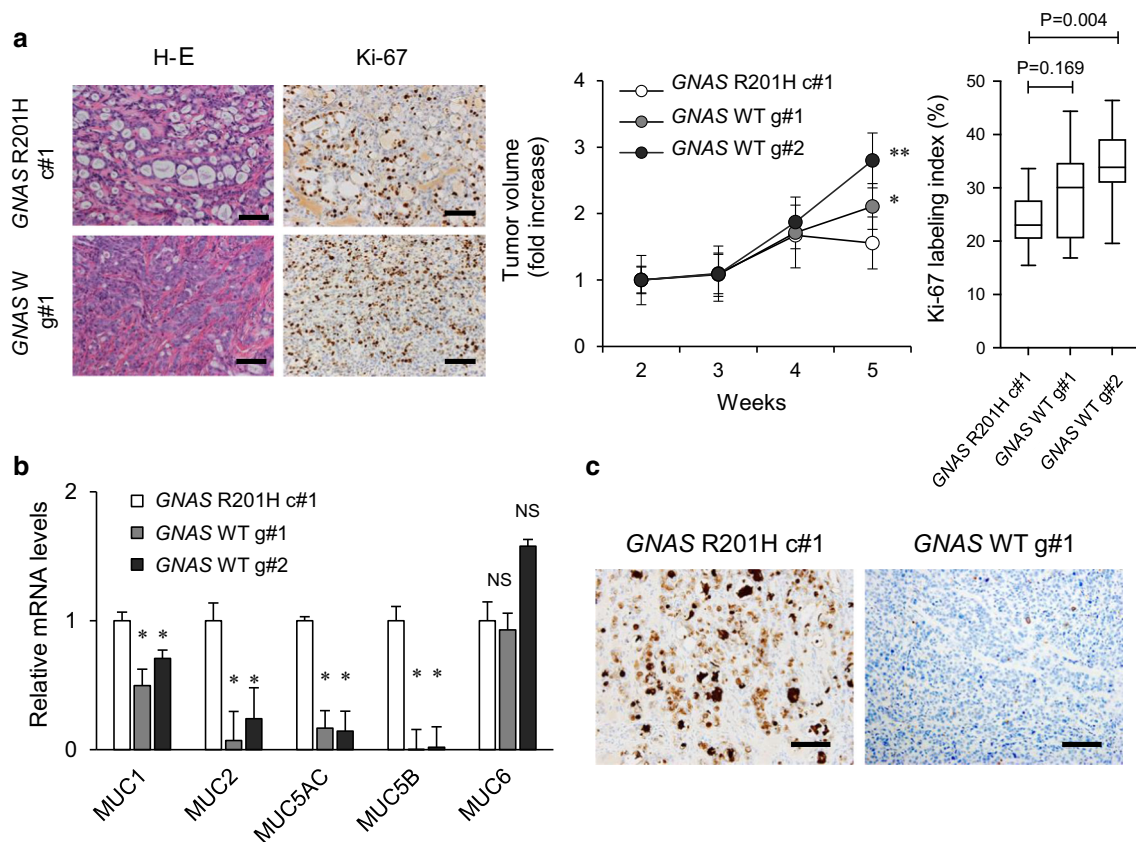 a
H-E
Ki-67
GNAS R201H
c#1
GNAS W
g#1
Tumor volume
(fold increase)
4
3
2
1
0
GNAS R201H c#1
GNAS WT g#1
GNAS WT g#2
**
*
2
3
4
5
Weeks
P=0.004
P=0.169
Ki-67 labeling index (%)
50
40
30
20
10
0
GNAS R201H c#1
GNAS WT g#1
GNAS WT g#2
b
Relative mRNA levels
2
1
0
GNAS R201H c#1
GNAS WT g#1
GNAS WT g#2
* *
* *
* *
* *
NS
NS
MUC1
MUC2
MUC5AC
MUC5B
MUC6
c
GNAS R201H c#1
GNAS WT g#1